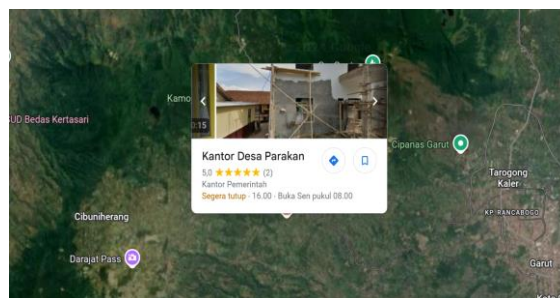 Kamo
UD Bedas Kertasari
0:15
Kantor Desa Parakan
5,0 (2)
Kantor Pemerintah
Segera tutup · 16.00 · Buka Sen pukul 08.00
Cipanas Garut
Tarogong
Kaler
KP. RANCABOGO
Cibuniherang
Darajat Pass
Garut